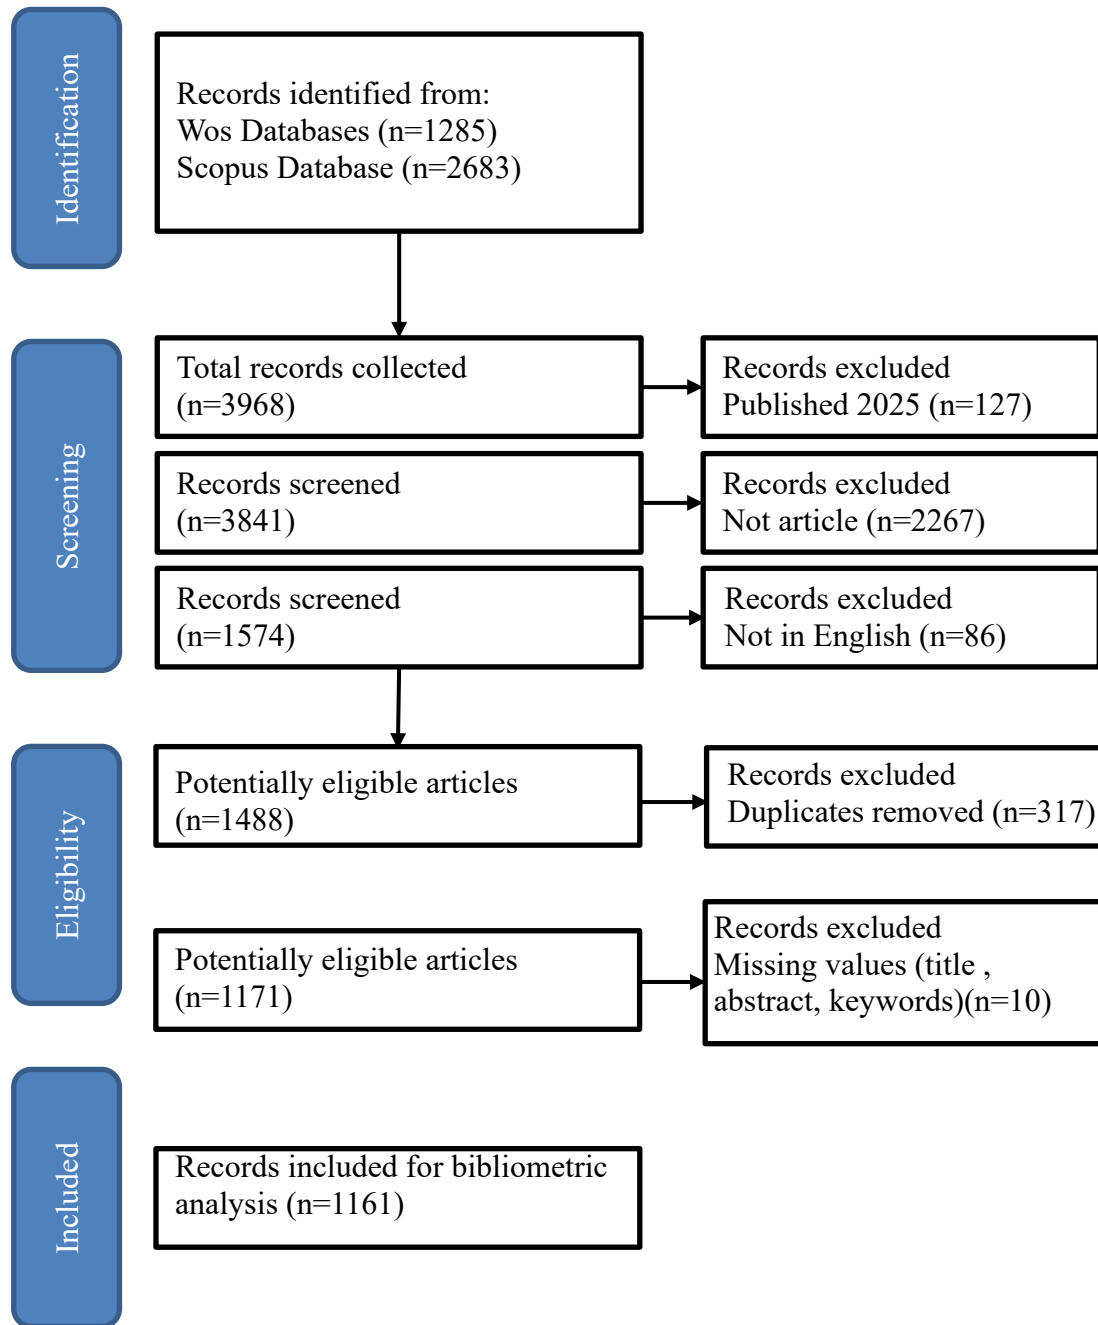 Identification
Records identified from:
Wos Databases (n=1285)
Scopus Database (n=2683)
Screening
Total records collected
(n=3968)
Records excluded
Published 2025 (n=127)
Records screened
(n=3841)
Records excluded
Not article (n=2267)
Records screened
(n=1574)
Records excluded
Not in English (n=86)
Eligibility
Potentially eligible articles
(n=1488)
Records excluded
Duplicates removed (n=317)
Potentially eligible articles
(n=1171)
Records excluded
Missing values (title ,
abstract, keywords)(n=10)
Included
Records included for bibliometric
analysis (n=1161)